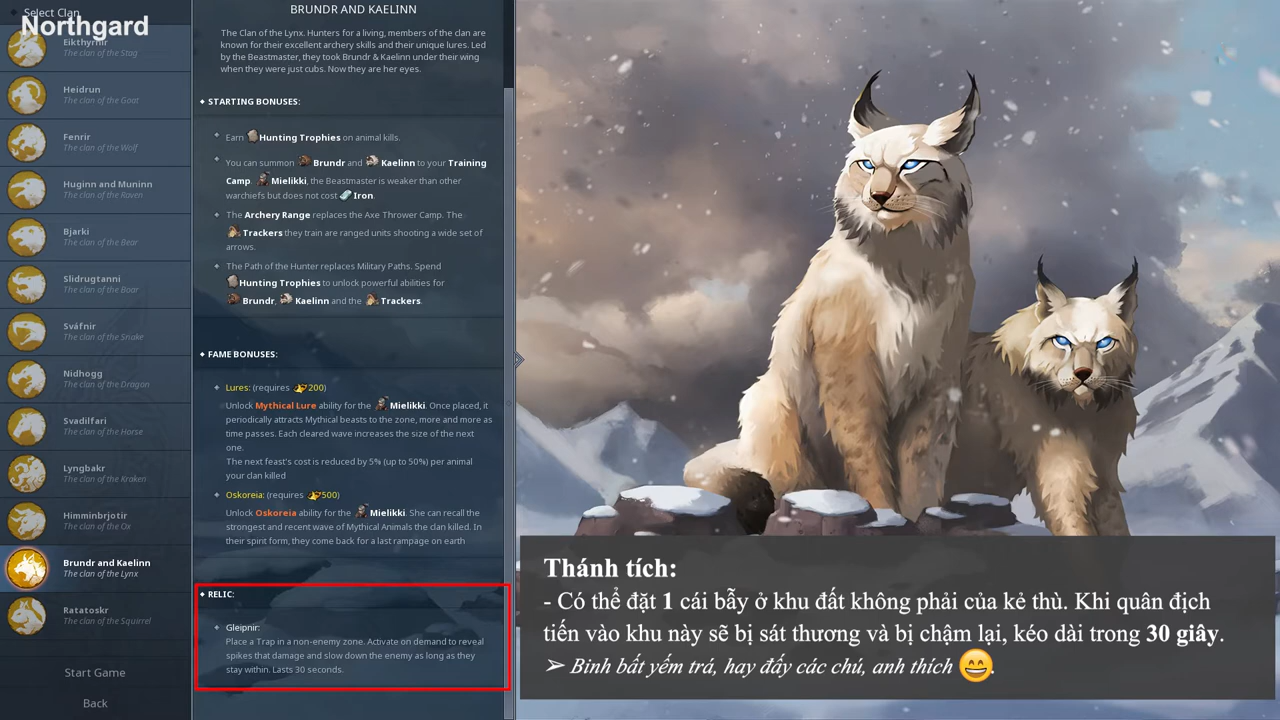 Select Clan
Northgard
Eikthyrnir
The clan of the Stag
Heidrun
The clan of the Goat
Fenrir
The clan of the Wolf
Huginn and Muninn
The clan of the Raven
Bjarki
The clan of the Bear
Slidrugtanni
The clan of the Boar
Sváfnir
The clan of the Snake
Nidhogg
The clan of the Dragon
Svadilfari
The clan of the Horse
Lyngbakr
The clan of the Kraken
Himminbrjotir
The clan of the Ox
Brundr and Kaelinn
The clan of the Lynx
Ratatoskr
The clan of the Squirrel
Start Game
Back
BRUNDR AND KAELINN
The Clan of the Lynx. Hunters for a living, members of the clan are
known for their excellent archery skills and their unique lures. Led
by the Beastmaster, they took Brundr & Kaelinn under their wing
when they were just cubs. Now they are her eyes.
STARTING BONUSES:
Earn Hunting Trophies on animal kills.
You can summon Brundr and Kaelinn to your Training
Camp. Mielikki, the Beastmaster is weaker than other
warchiefs but does not cost Iron.
The Archery Range replaces the Axe Thrower Camp. The
Trackers they train are ranged units shooting a wide set of
arrows.
The Path of the Hunter replaces Military Paths. Spend
Hunting Trophies to unlock powerful abilities for
Brundr, Kaelinn and the Trackers.
FAME BONUSES:
Lures: (requires 200)
Unlock Mythical Lure ability for the Mielikki. Once placed, it
periodically attracts Mythical beasts to the zone, more and more as
time passes. Each cleared wave increases the size of the next
one.
The next feast's cost is reduced by 5% (up to 50%) per animal
your clan killed
Oskoreia: (requires 500)
Unlock Oskoreia ability for the Mielikki. She can recall the
strongest and recent wave of Mythical Animals the clan killed. In
their spirit form, they come back for a last rampage on earth
RELIC:
Gleipnir:
Place a Trap in a non-enemy zone. Activate on demand to reveal
spikes that damage and slow down the enemy as long as they
stay within. Lasts 30 seconds.
Thánh tích:
- Có thể đặt 1 cái bẫy ở khu đất không phải của kẻ thù. Khi quân địch
tiến vào khu này sẽ bị sát thương và bị chậm lại, kéo dài trong 30 giây.
➢ Binh bất yếm trá, hay đấy các chú, anh thích 😄.